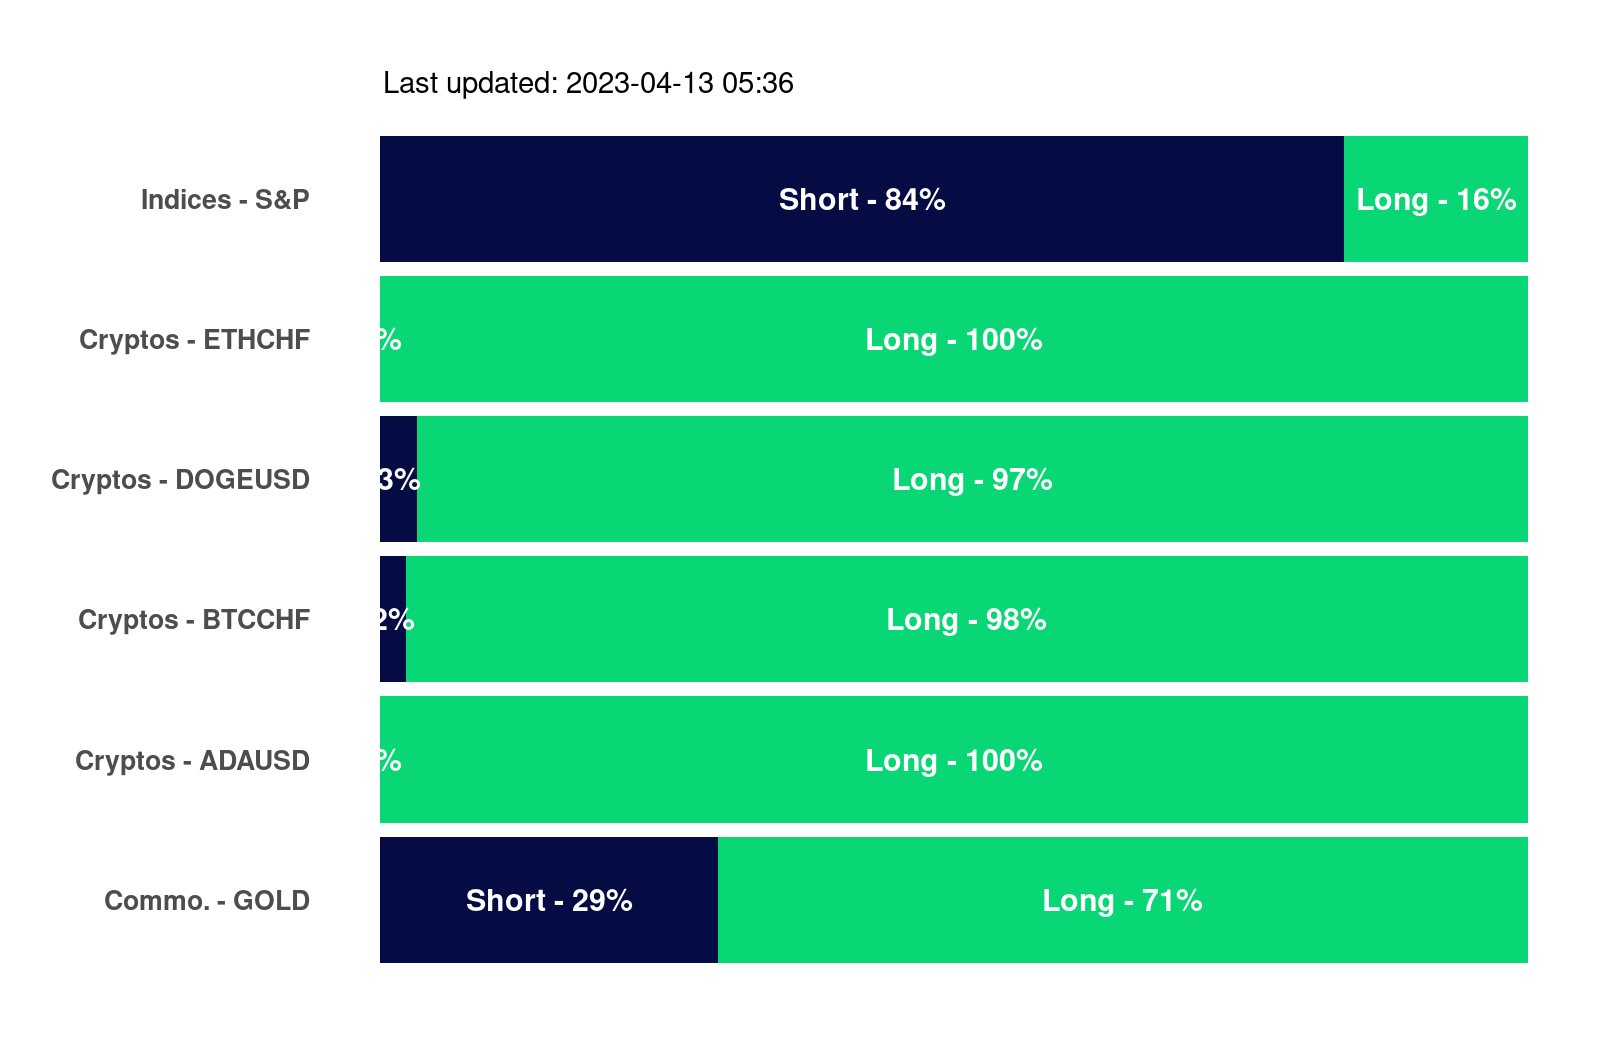 Last updated: 2023-04-13 05:36
Indices - S&P Short - 84% Long - 16%
Cryptos - ETHCHF % Long - 100%
Cryptos - DOGEUSD 3% Long - 97%
Cryptos - BTCCHF 2% Long - 98%
Cryptos - ADAUSD % Long - 100%
Commo. - GOLD Short - 29% Long - 71%